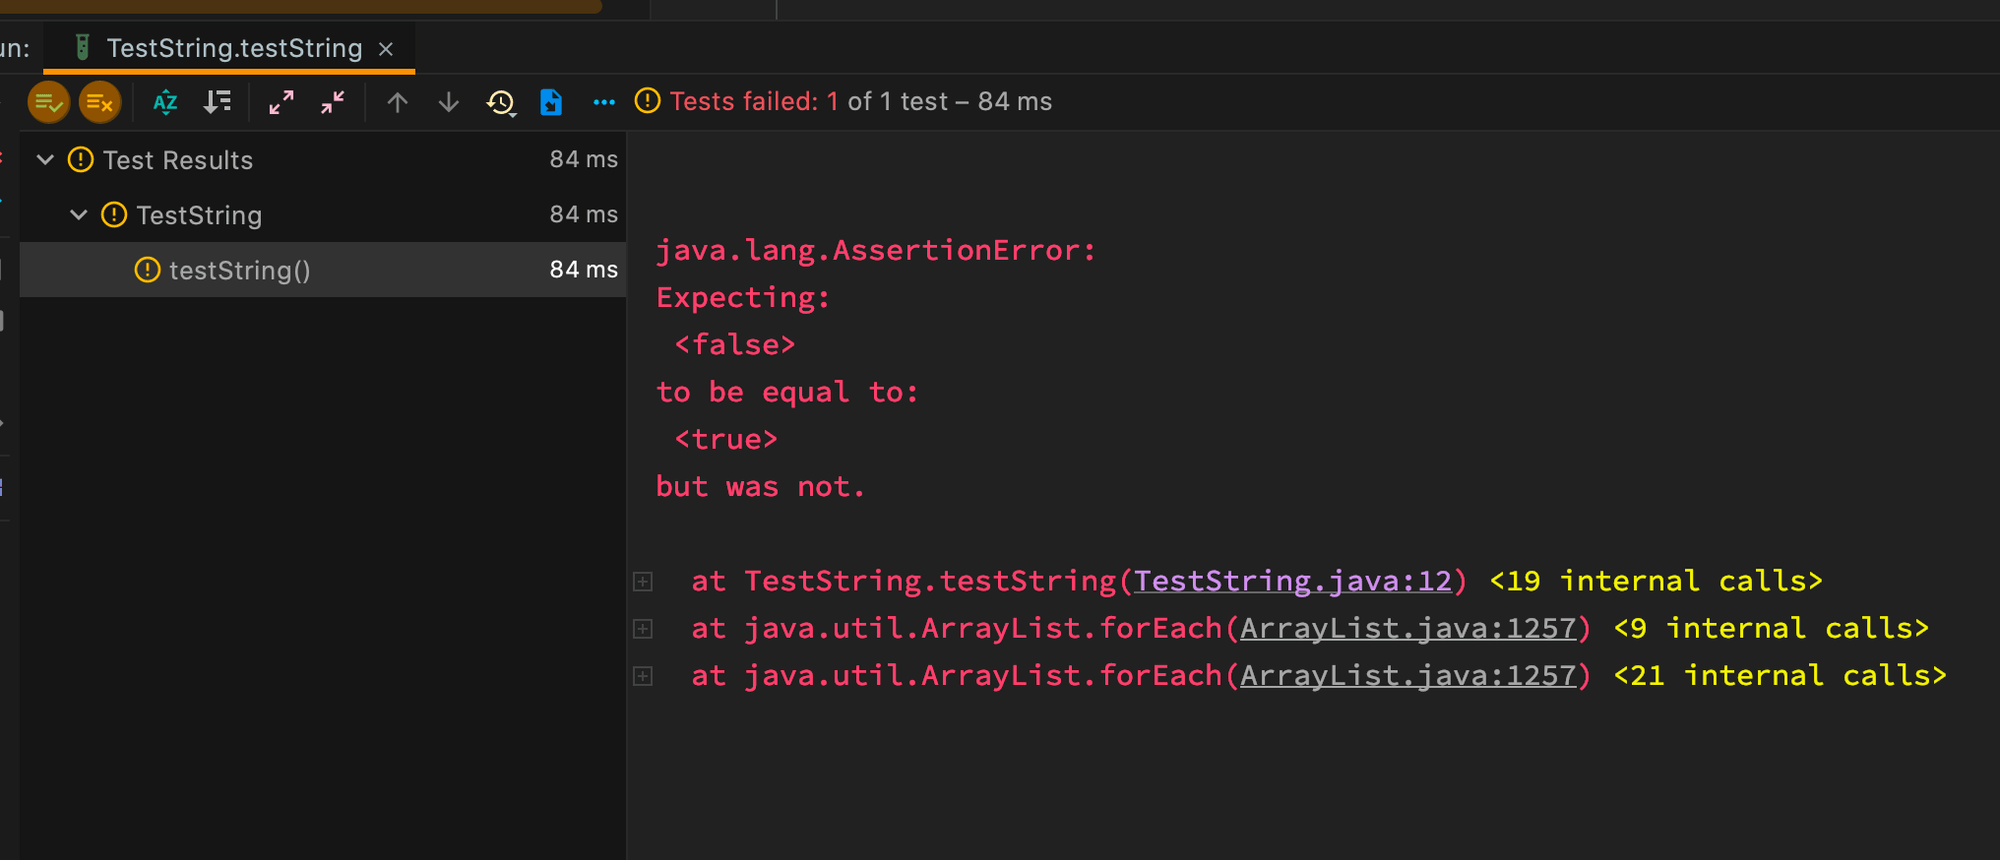 un:
TestString.testString
Tests failed: 1 of 1 test – 84 ms
Test Results 84 ms
TestString 84 ms
testString() 84 ms
java.lang.AssertionError:
Expecting:
<false>
to be equal to:
<true>
but was not.
at TestString.testString(TestString.java:12) <19 internal calls>
at java.util.ArrayList.forEach(ArrayList.java:1257) <9 internal calls>
at java.util.ArrayList.forEach(ArrayList.java:1257) <21 internal calls>